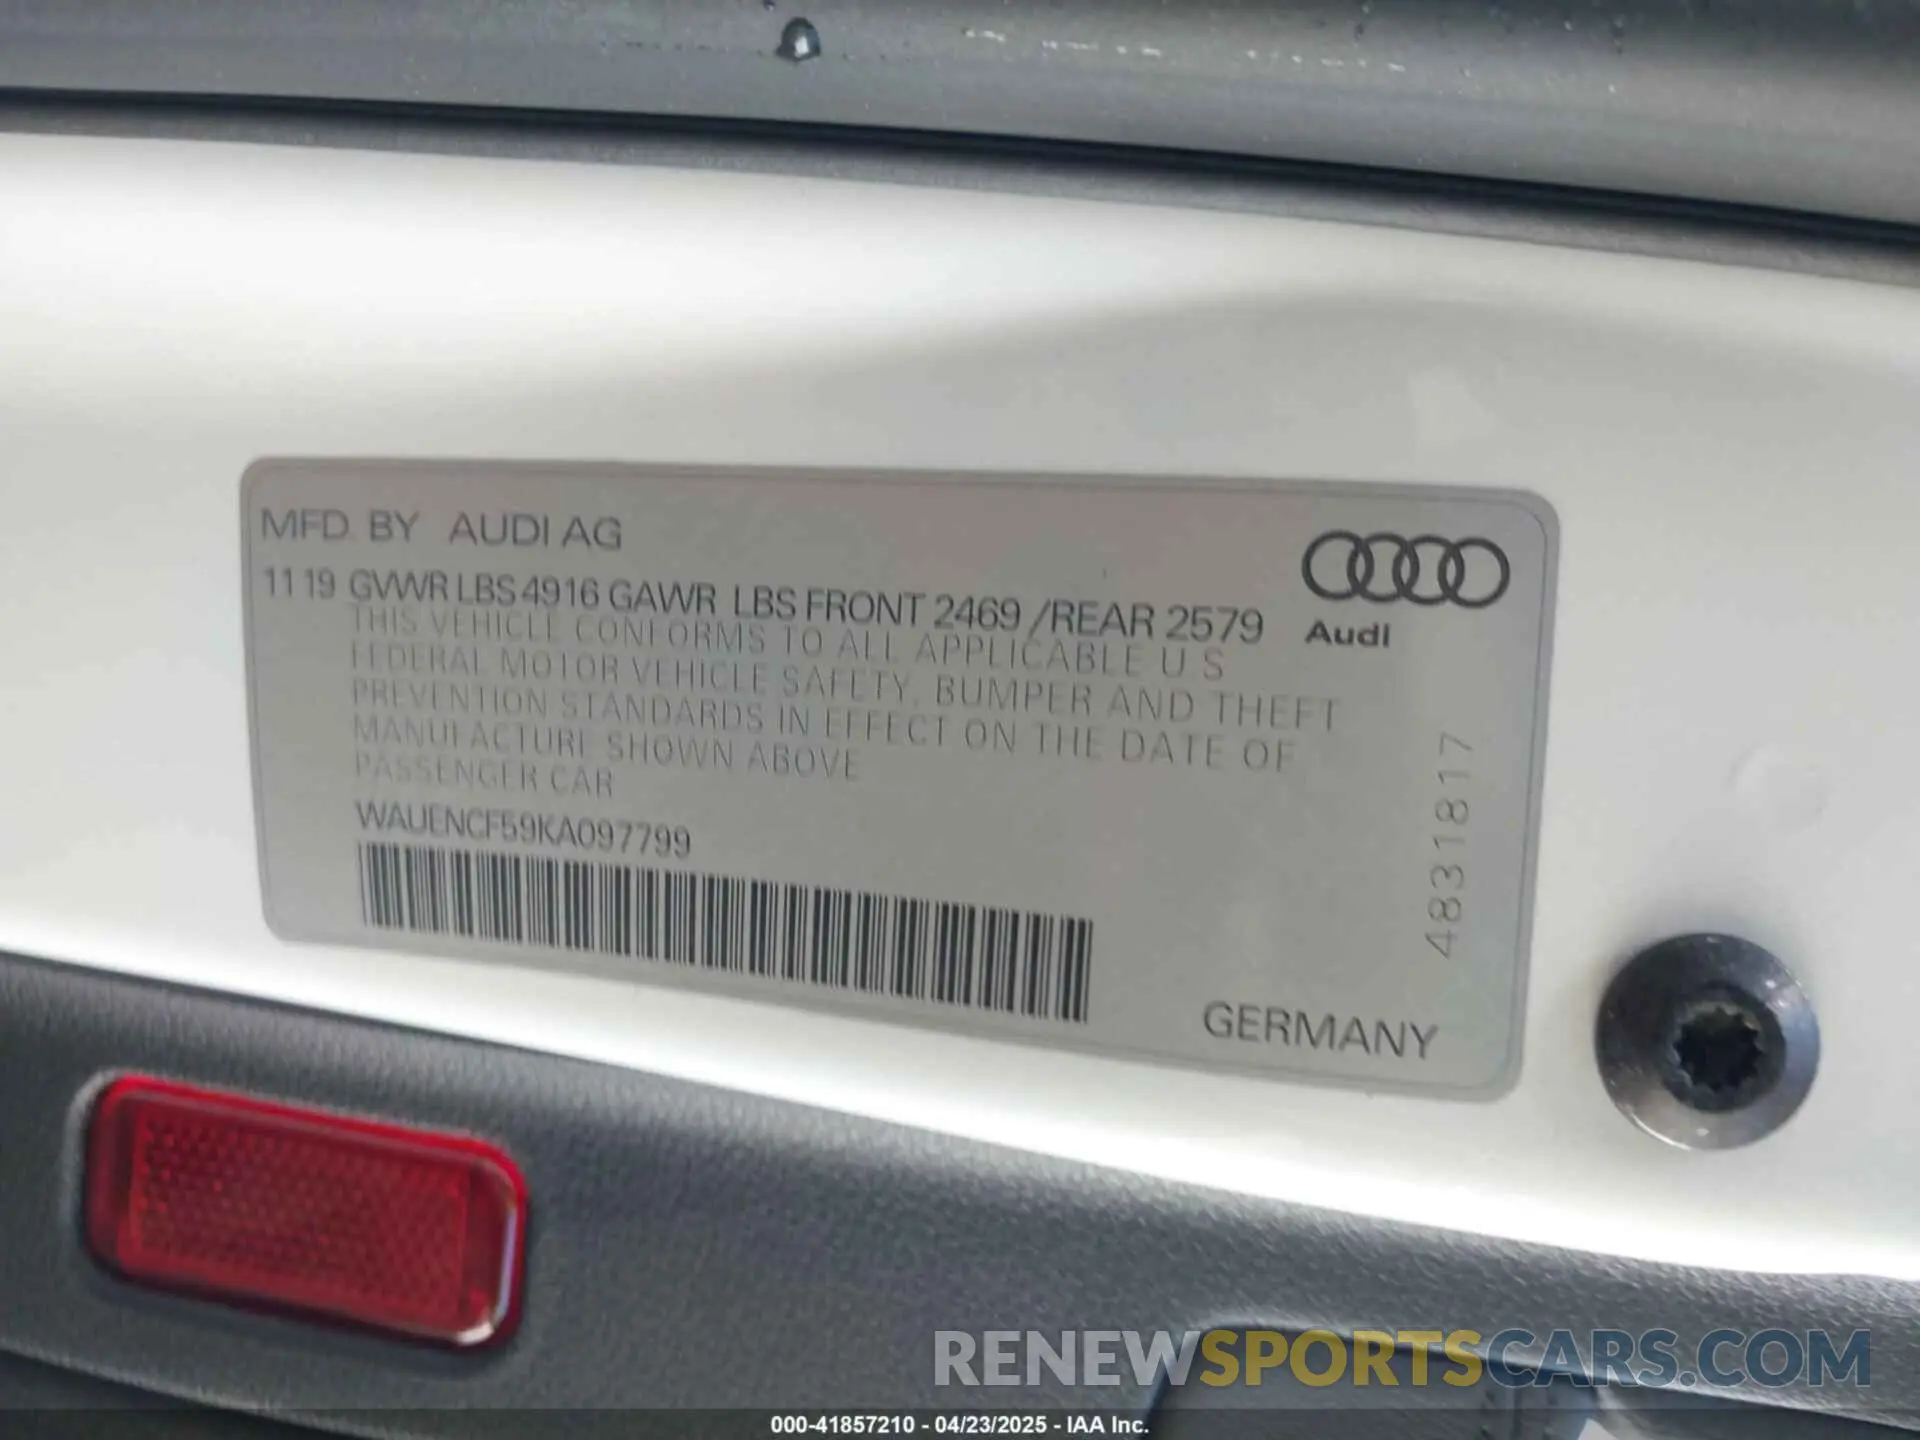 MFD. BY AUDI AG
11 19 GVWR LBS 4916 GAWR LBS FRONT 2469 /REAR 2579
THIS VEHICLE CONFORMS TO ALL APPLICABLE U S
FEDERAL MOTOR VEHICLE SAFETY, BUMPER AND THEFT
PREVENTION STANDARDS IN EFFECT ON THE DATE OF
MANUFACTURE SHOWN ABOVE
PASSENGER CAR
WAUENCF59KA097799
Audi
4831817
GERMANY
RENEWSPORTSCARS.COM
000-41857210 - 04/23/2025 - IAA Inc.